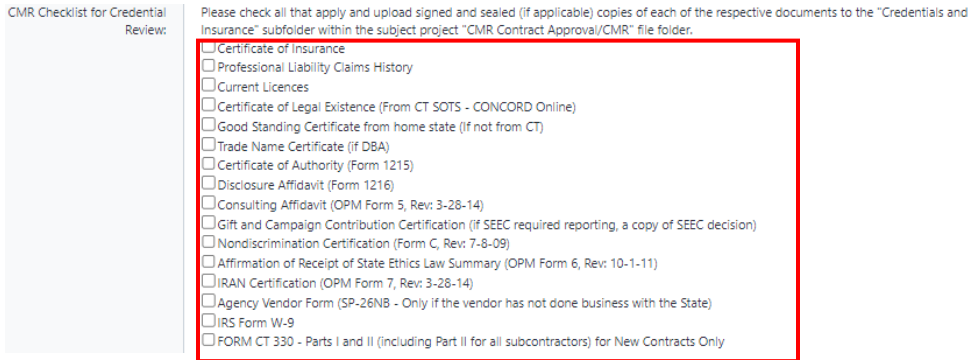 CMR Checklist for Credential
Review:
Please check all that apply and upload signed and sealed (if applicable) copies of each of the respective documents to the "Credentials and
Insurance" subfolder within the subject project "CMR Contract Approval/CMR" file folder.
Certificate of Insurance
Professional Liability Claims History
Current Licences
Certificate of Legal Existence (From CT SOTS - CONCORD Online)
Good Standing Certificate from home state (If not from CT)
Trade Name Certificate (if DBA)
Certificate of Authority (Form 1215)
Disclosure Affidavit (Form 1216)
Consulting Affidavit (OPM Form 5, Rev: 3-28-14)
Gift and Campaign Contribution Certification (if SEEC required reporting, a copy of SEEC decision)
Nondiscrimination Certification (Form C, Rev: 7-8-09)
Affirmation of Receipt of State Ethics Law Summary (OPM Form 6, Rev: 10-1-11)
IRAN Certification (OPM Form 7, Rev: 3-28-14)
Agency Vendor Form (SP-26NB - Only if the vendor has not done business with the State)
IRS Form W-9
FORM CT 330 - Parts I and II (including Part II for all subcontractors) for New Contracts Only